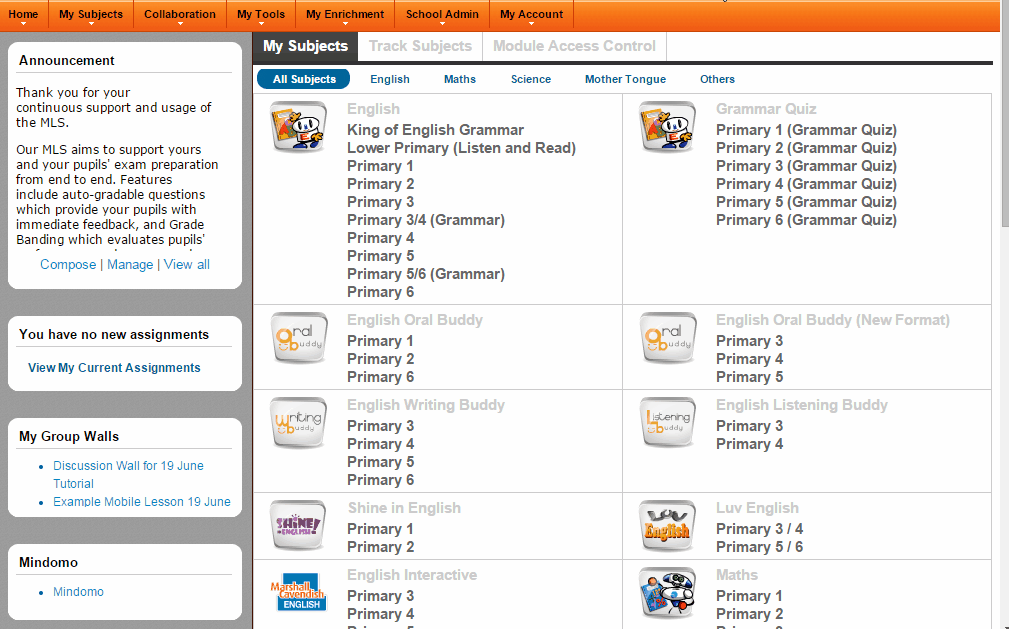 Home My Subjects Collaboration My Tools My Enrichment School Admin My Account
Announcement
Thank you for your
continuous support and usage of
the MLS.
Our MLS aims to support yours
and your pupils' exam preparation
from end to end. Features
include auto-gradable questions
which provide your pupils with
immediate feedback, and Grade
Banding which evaluates pupils'
Compose | Manage | View all
You have no new assignments
View My Current Assignments
My Group Walls
Discussion Wall for 19 June
Tutorial
Example Mobile Lesson 19 June
Mindomo
Mindomo
My Subjects Track Subjects Module Access Control
All Subjects English Maths Science Mother Tongue Others
English
King of English Grammar
Lower Primary (Listen and Read)
Primary 1
Primary 2
Primary 3
Primary 3/4 (Grammar)
Primary 4
Primary 5
Primary 5/6 (Grammar)
Primary 6
Grammar Quiz
Primary 1 (Grammar Quiz)
Primary 2 (Grammar Quiz)
Primary 3 (Grammar Quiz)
Primary 4 (Grammar Quiz)
Primary 5 (Grammar Quiz)
Primary 6 (Grammar Quiz)
oral
buddy
English Oral Buddy
Primary 1
Primary 2
Primary 6
oral
buddy
English Oral Buddy (New Format)
Primary 3
Primary 4
Primary 5
Writing
buddy
English Writing Buddy
Primary 3
Primary 4
Primary 5
Primary 6
Listening
buddy
English Listening Buddy
Primary 3
Primary 4
SHINE!
ENGLISH!
Shine in English
Primary 1
Primary 2
LUV
English
Luv English
Primary 3 / 4
Primary 5 / 6
Marshall
Cavendish
ENGLISH
English Interactive
Primary 3
Primary 4
Maths
Primary 1
Primary 2